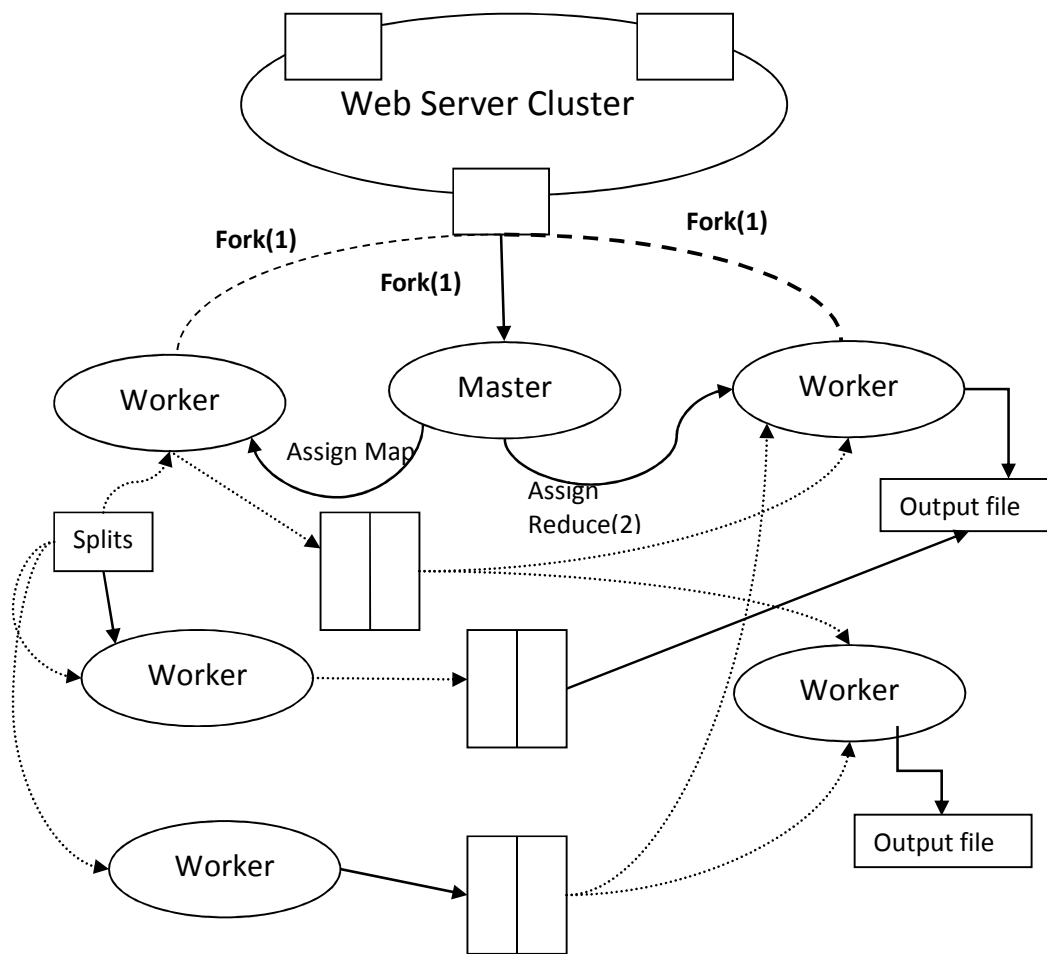 Web Server Cluster
Fork(1)
Fork(1)
Fork(1)
Worker
Master
Worker
Assign Map
Assign
Reduce(2)
Output file
Splits
Worker
Worker
Output file
Worker